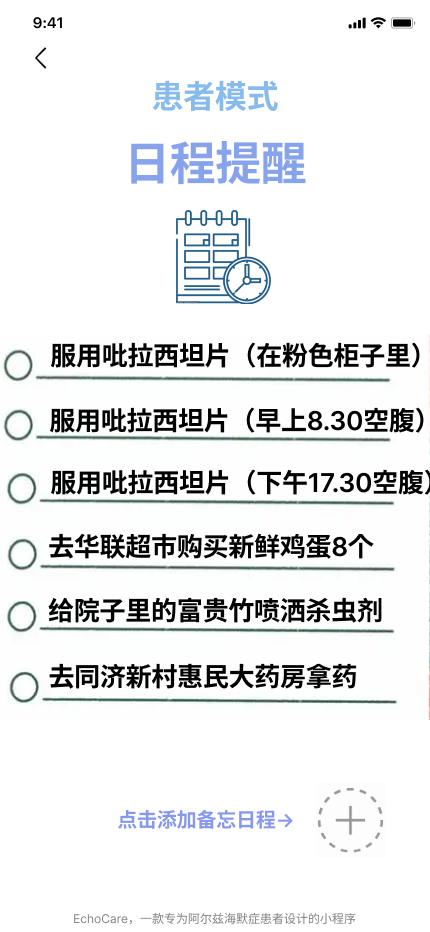 9:41
患者模式
日程提醒
服用吡拉西坦片（在粉色柜子里）
服用吡拉西坦片（早上8.30空腹）
服用吡拉西坦片（下午17.30空腹）
去华联超市购买新鲜鸡蛋8个
给院子里的富贵竹喷洒杀虫剂
去同济新村惠民大药房拿药
点击添加备忘日程→
EchoCare，一款专为阿尔兹海默症患者设计的小程序